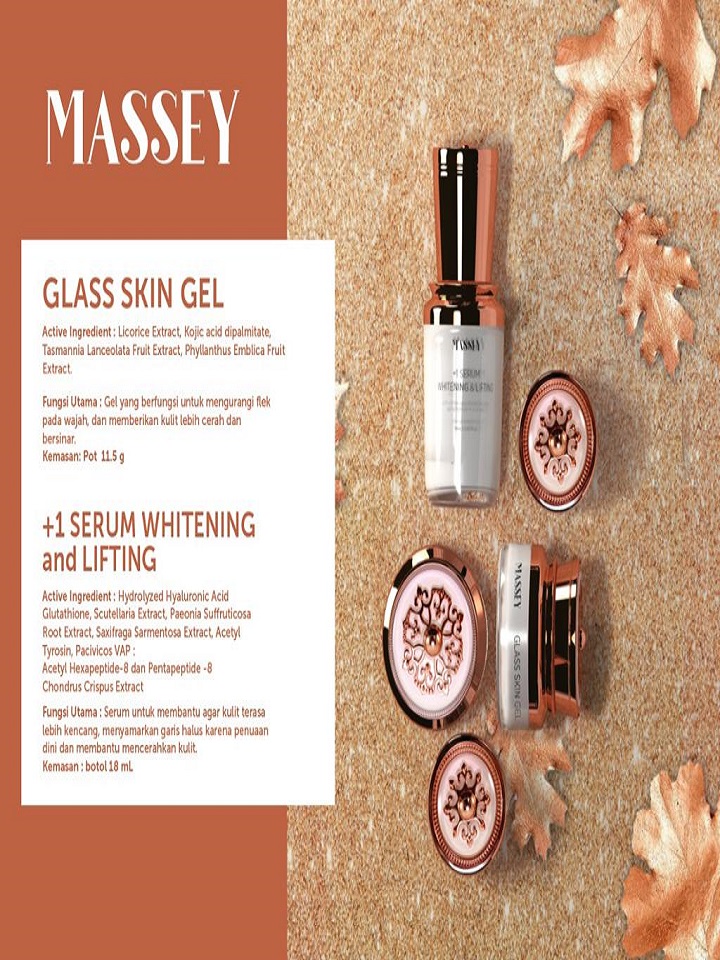 MASSEY
GLASS SKIN GEL
Active Ingredient : Licorice Extract, Kojic acid dipalmitate,
Tasmannia Lanceolata Fruit Extract, Phyllanthus Emblica Fruit
Extract.
Fungsi Utama : Gel yang berfungsi untuk mengurangi flek
pada wajah, dan memberikan kulit lebih cerah dan
bersinar.
Kemasan: Pot 11.5 g
+1 SERUM WHITENING
and LIFTING
Active Ingredient : Hydrolyzed Hyaluronic Acid
Glutathione, Scutellaria Extract, Paeonia Suffruticosa
Root Extract, Saxifraga Sarmentosa Extract, Acetyl
Tyrosin, Pacivicos VAP :
Acetyl Hexapeptide-8 dan Pentapeptide -8
Chondrus Crispus Extract
Fungsi Utama : Serum untuk membantu agar kulit terasa
lebih kencang, menyamarkan garis halus karena penuaan
dini dan membantu mencerahkan kulit.
Kemasan : botol 18 mL
MASSEY
+1 SERUM
WHITENING & LIFTING
MASSEY
GLASS SKIN GEL